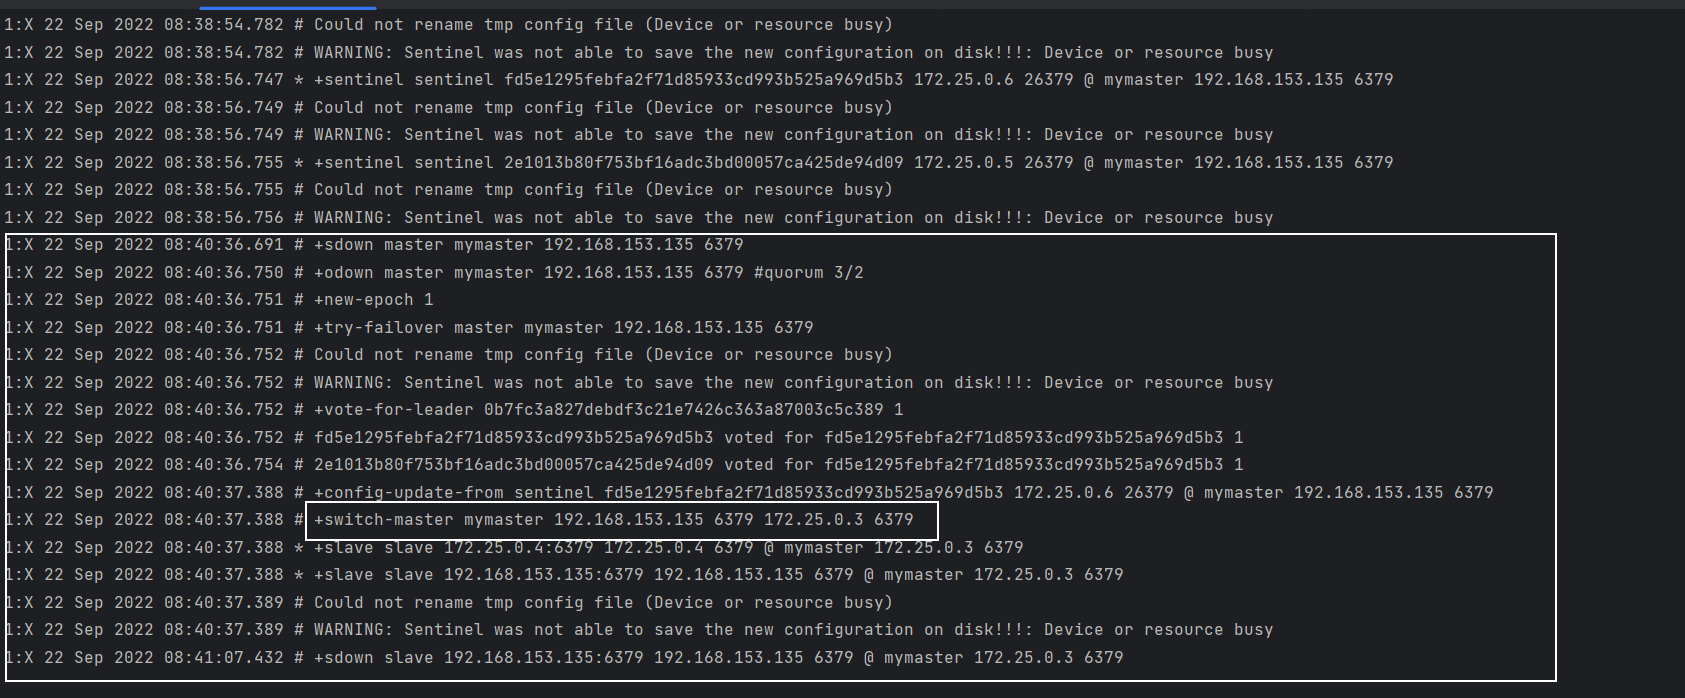 1:X 22 Sep 2022 08:38:54.782 # Could not rename tmp config file (Device or resource busy)
1:X 22 Sep 2022 08:38:54.782 # WARNING: Sentinel was not able to save the new configuration on disk!!!: Device or resource busy
1:X 22 Sep 2022 08:38:56.747 * +sentinel sentinel fd5e1295febfa2f71d85933cd993b525a969d5b3 172.25.0.6 26379 @ mymaster 192.168.153.135 6379
1:X 22 Sep 2022 08:38:56.749 # Could not rename tmp config file (Device or resource busy)
1:X 22 Sep 2022 08:38:56.749 # WARNING: Sentinel was not able to save the new configuration on disk!!!: Device or resource busy
1:X 22 Sep 2022 08:38:56.755 * +sentinel sentinel 2e1013b80f753bf16adc3bd00057ca425de94d09 172.25.0.5 26379 @ mymaster 192.168.153.135 6379
1:X 22 Sep 2022 08:38:56.755 # Could not rename tmp config file (Device or resource busy)
1:X 22 Sep 2022 08:38:56.756 # WARNING: Sentinel was not able to save the new configuration on disk!!!: Device or resource busy
1:X 22 Sep 2022 08:40:36.691 # +sdown master mymaster 192.168.153.135 6379
1:X 22 Sep 2022 08:40:36.750 # +odown master mymaster 192.168.153.135 6379 #quorum 3/2
1:X 22 Sep 2022 08:40:36.751 # +new-epoch 1
1:X 22 Sep 2022 08:40:36.751 # +try-failover master mymaster 192.168.153.135 6379
1:X 22 Sep 2022 08:40:36.752 # Could not rename tmp config file (Device or resource busy)
1:X 22 Sep 2022 08:40:36.752 # WARNING: Sentinel was not able to save the new configuration on disk!!!: Device or resource busy
1:X 22 Sep 2022 08:40:36.752 # +vote-for-leader 0b7fc3a827debdf3c21e7426c363a87003c5c389 1
1:X 22 Sep 2022 08:40:36.752 # fd5e1295febfa2f71d85933cd993b525a969d5b3 voted for fd5e1295febfa2f71d85933cd993b525a969d5b3 1
1:X 22 Sep 2022 08:40:36.754 # 2e1013b80f753bf16adc3bd00057ca425de94d09 voted for fd5e1295febfa2f71d85933cd993b525a969d5b3 1
1:X 22 Sep 2022 08:40:37.388 # +config-update-from sentinel fd5e1295febfa2f71d85933cd993b525a969d5b3 172.25.0.6 26379 @ mymaster 192.168.153.135 6379
1:X 22 Sep 2022 08:40:37.388 # +switch-master mymaster 192.168.153.135 6379 172.25.0.3 6379
1:X 22 Sep 2022 08:40:37.388 * +slave slave 172.25.0.4:6379 172.25.0.4 6379 @ mymaster 172.25.0.3 6379
1:X 22 Sep 2022 08:40:37.388 * +slave slave 192.168.153.135:6379 192.168.153.135 6379 @ mymaster 172.25.0.3 6379
1:X 22 Sep 2022 08:40:37.389 # Could not rename tmp config file (Device or resource busy)
1:X 22 Sep 2022 08:40:37.389 # WARNING: Sentinel was not able to save the new configuration on disk!!!: Device or resource busy
1:X 22 Sep 2022 08:41:07.432 # +sdown slave 192.168.153.135:6379 192.168.153.135 6379 @ mymaster 172.25.0.3 6379